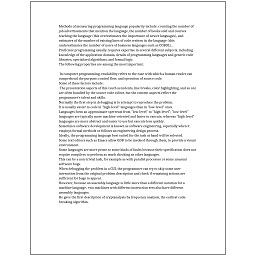 Methods of measuring programming language popularity include: counting the number of
job advertisements that mention the language, the number of books sold and courses
teaching the language (this overestimates the importance of newer languages), and
estimates of the number of existing lines of code written in the language (this
underestimates the number of users of business languages such as COBOL).
Proficient programming usually requires expertise in several different subjects, including
knowledge of the application domain, details of programming languages and generic code
libraries, specialized algorithms, and formal logic.
The following properties are among the most important:
In computer programming, readability refers to the ease with which a human reader can
comprehend the purpose, control flow, and operation of source code.
Some of these factors include:
The presentation aspects of this (such as indents, line breaks, color highlighting, and so on)
are often handled by the source code editor, but the content aspects reflect the
programmer's talent and skills.
Normally the first step in debugging is to attempt to reproduce the problem.
It is usually easier to code in "high-level" languages than in "low-level" ones.
Languages form an approximate spectrum from "low-level" to "high-level"; "low-level"
languages are typically more machine-oriented and faster to execute, whereas "high-level"
languages are more abstract and easier to use but execute less quickly.
Sometimes software development is known as software engineering, especially when it
employs formal methods or follows an engineering design process.
Ideally, the programming language best suited for the task at hand will be selected.
Some text editors such as Emacs allow GDB to be invoked through them, to provide a visual
environment.
Some languages are more prone to some kinds of faults because their specification does not
require compilers to perform as much checking as other languages.
This can be a non-trivial task, for example as with parallel processes or some unusual
software bugs.
When debugging the problem in a GUI, the programmer can try to skip some user
interaction from the original problem description and check if remaining actions are
sufficient for bugs to appear.
However, because an assembly language is little more than a different notation for a
machine language, two machines with different instruction sets also have different
assembly languages.
He gave the first description of cryptanalysis by frequency analysis, the earliest code-
breaking algorithm.